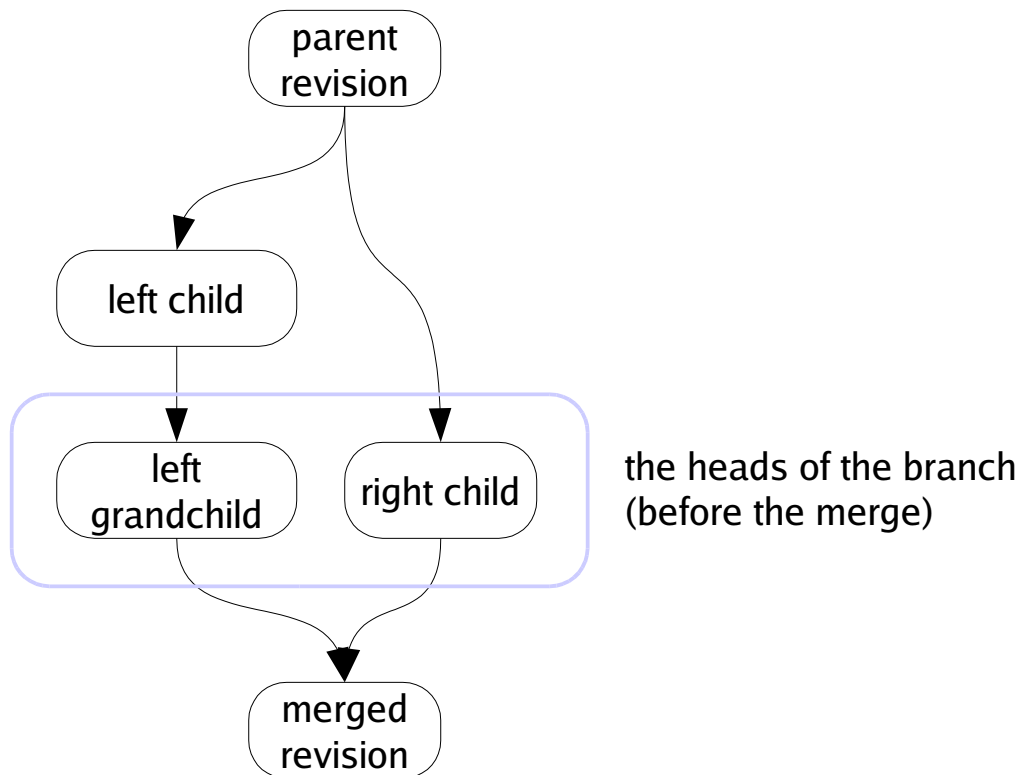 parent
revision
left child
left
grandchild
right child
the heads of the branch
(before the merge)
merged
revision